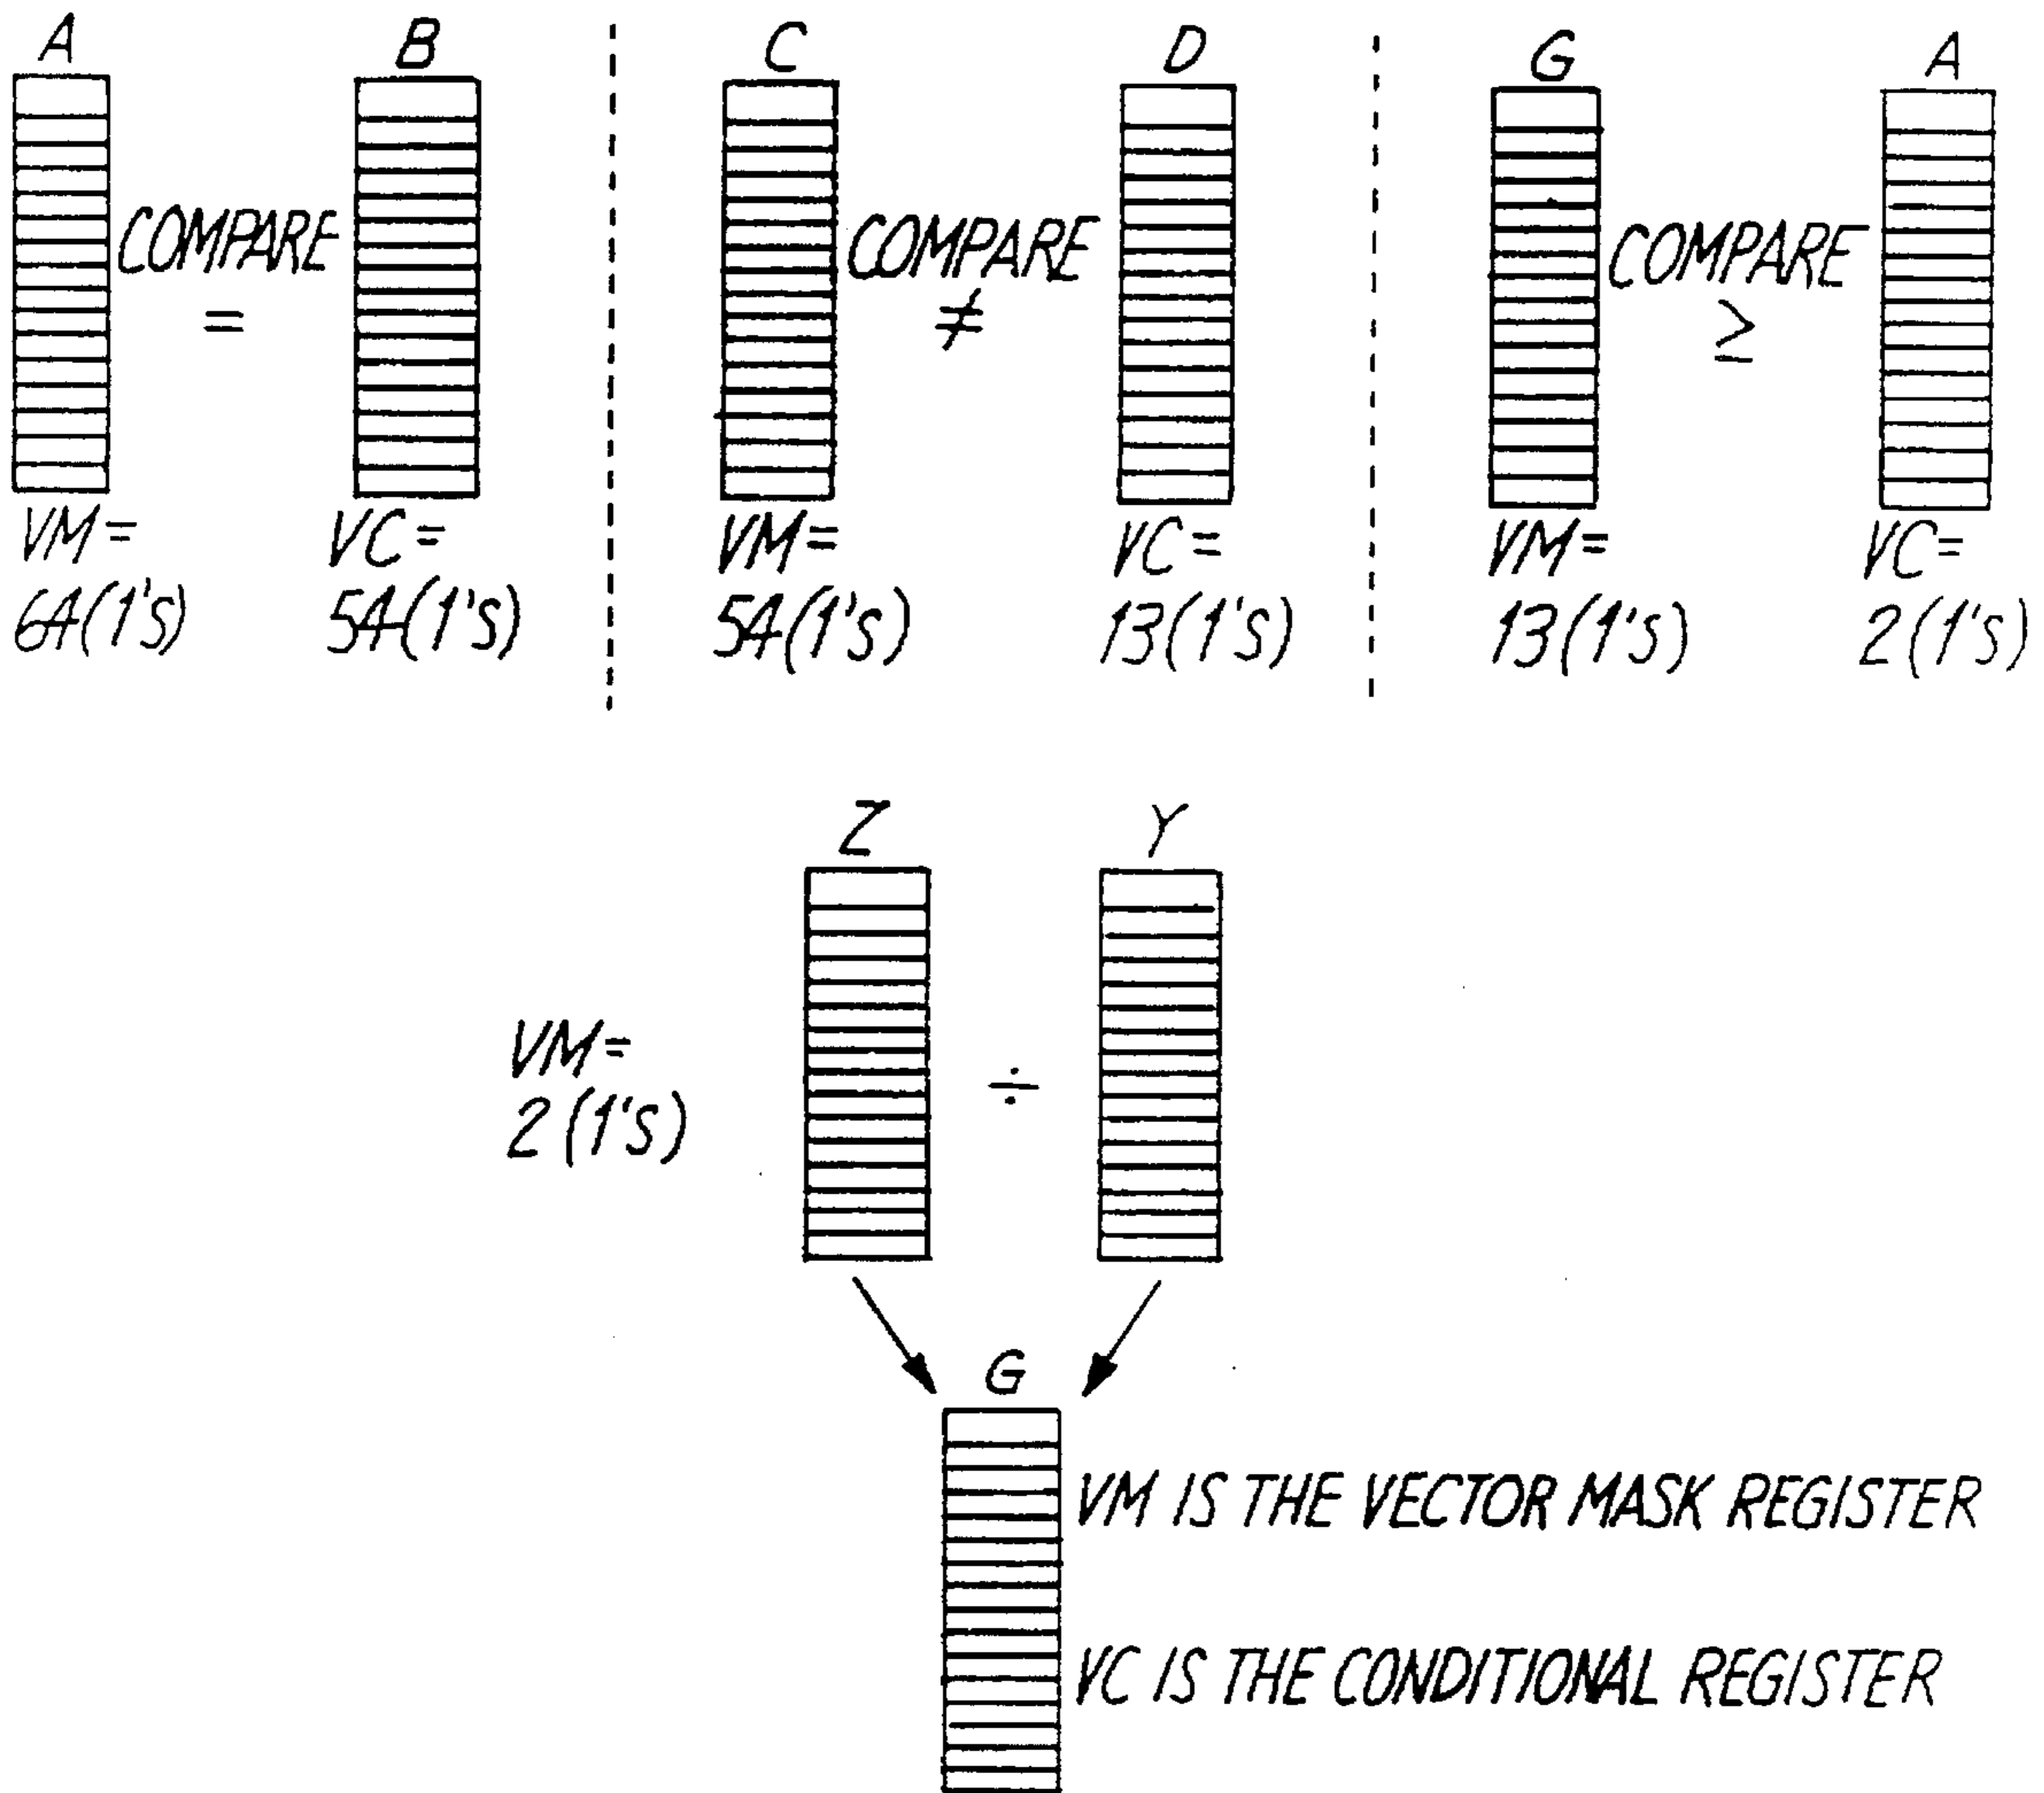 A
B
C
D
G
A
COMPARE
=
COMPARE
≠
COMPARE
≥
VM=
64(1's)
VC=
54(1's)
VM=
54(1's)
VC=
13(1's)
VM=
13(1's)
VC=
2(1's)
Z
Y
VM=
2(1's)
÷
G
VM IS THE VECTOR MASK REGISTER
VC IS THE CONDITIONAL REGISTER